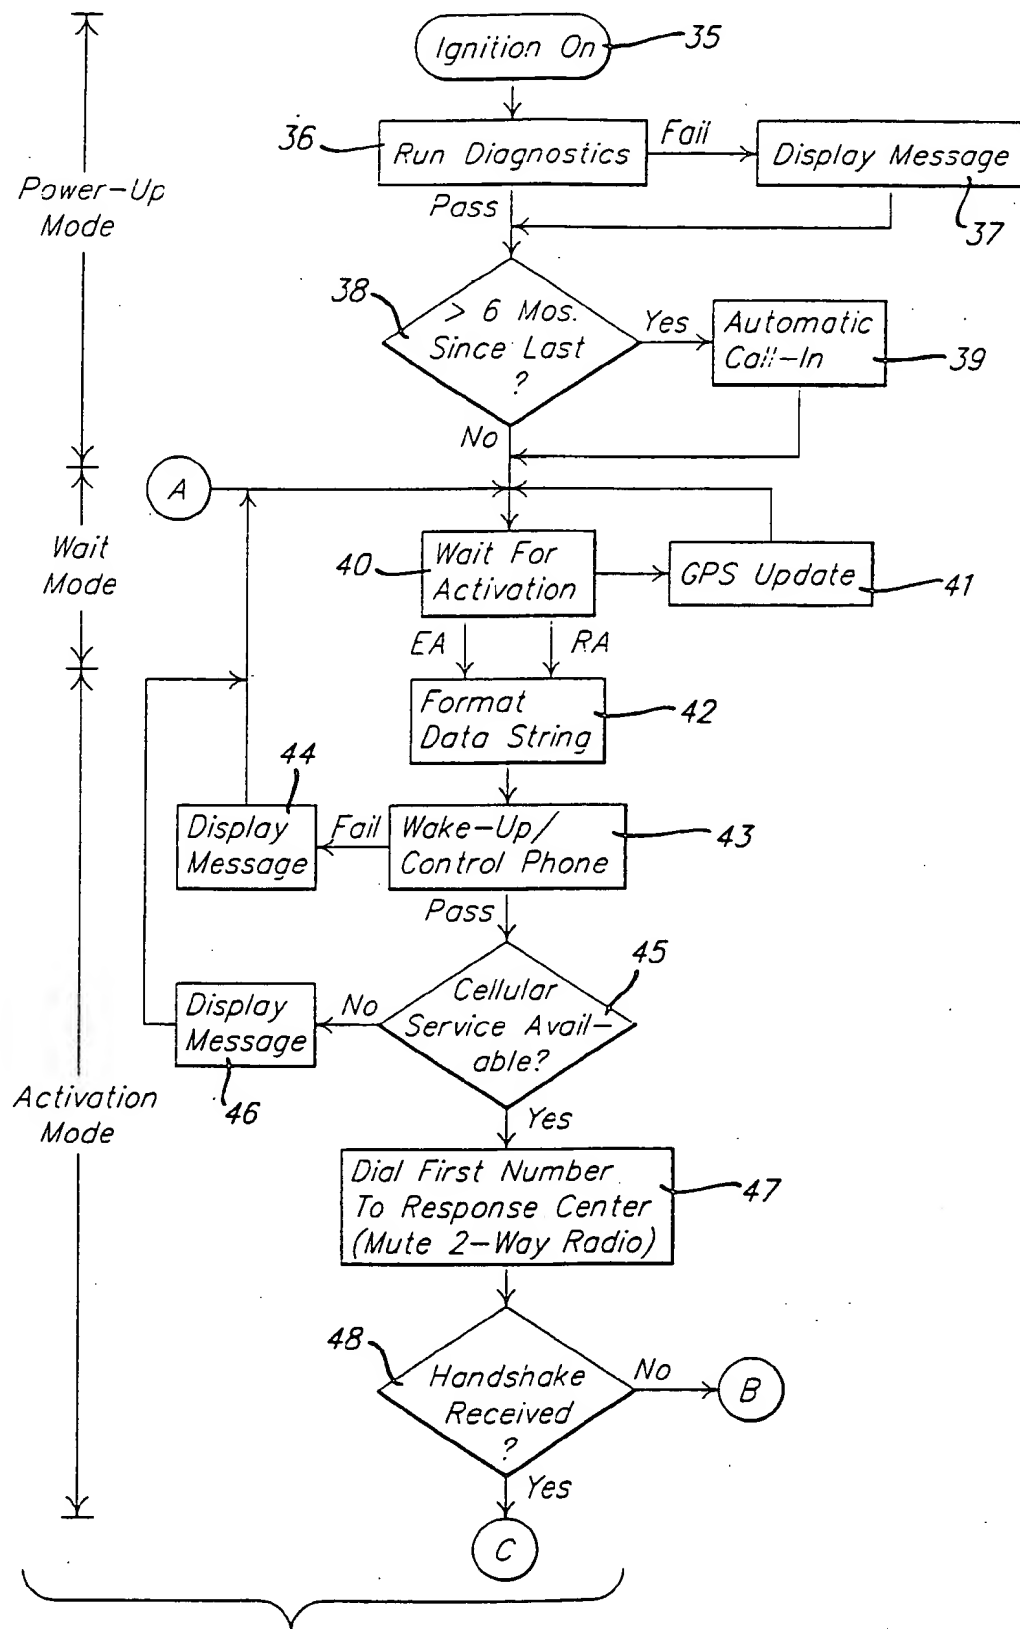 Ignition On
35
36
Run Diagnostics
Fail
Display Message
37
Pass
Power-Up
Mode
38
> 6 Mos.
Since Last
?
Yes
Automatic
Call-In
39
No
A
Wait
Mode
40
Wait For
Activation
GPS Update
41
EA
RA
Format
Data String
42
44
Display
Message
Fail
Wake-Up/
Control Phone
43
Pass
45
Cellular
Service Avail-
able?
No
Display
Message
46
Activation
Mode
Yes
Dial First Number
To Response Center
(Mute 2-Way Radio)
47
48
Handshake
Received
?
No
B
Yes
C